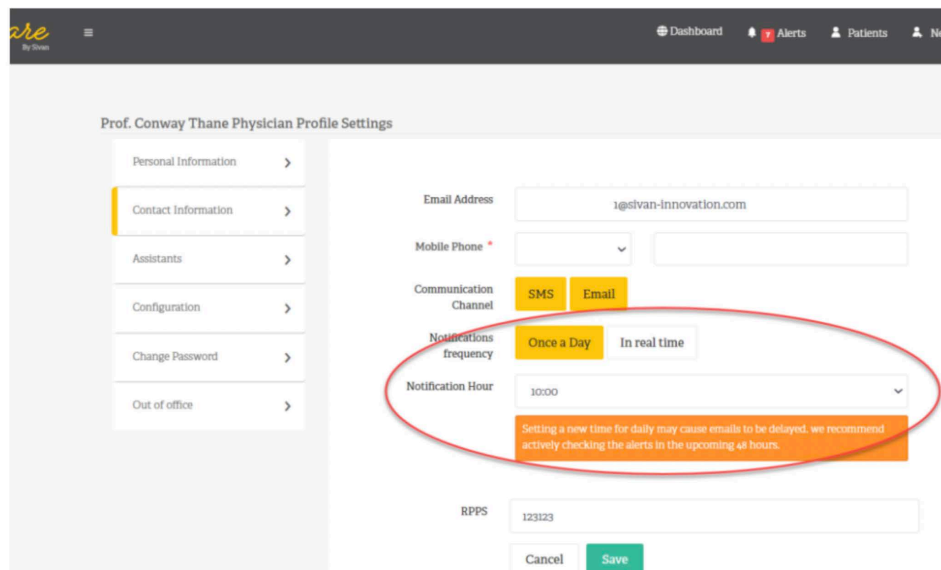 are
By Sivan
Dashboard 7 Alerts Patients Ne
Prof. Conway Thane Physician Profile Settings
Personal Information
Contact Information
Assistants
Configuration
Change Password
Out of office
Email Address 1@sivan-innovation.com
Mobile Phone *
Communication
Channel
SMS Email
Notifications
frequency
Once a Day In real time
Notification Hour 10:00
Setting a new time for daily may cause emails to be delayed, we recommend
actively checking the alerts in the upcoming 48 hours.
RPPS 123123
Cancel Save